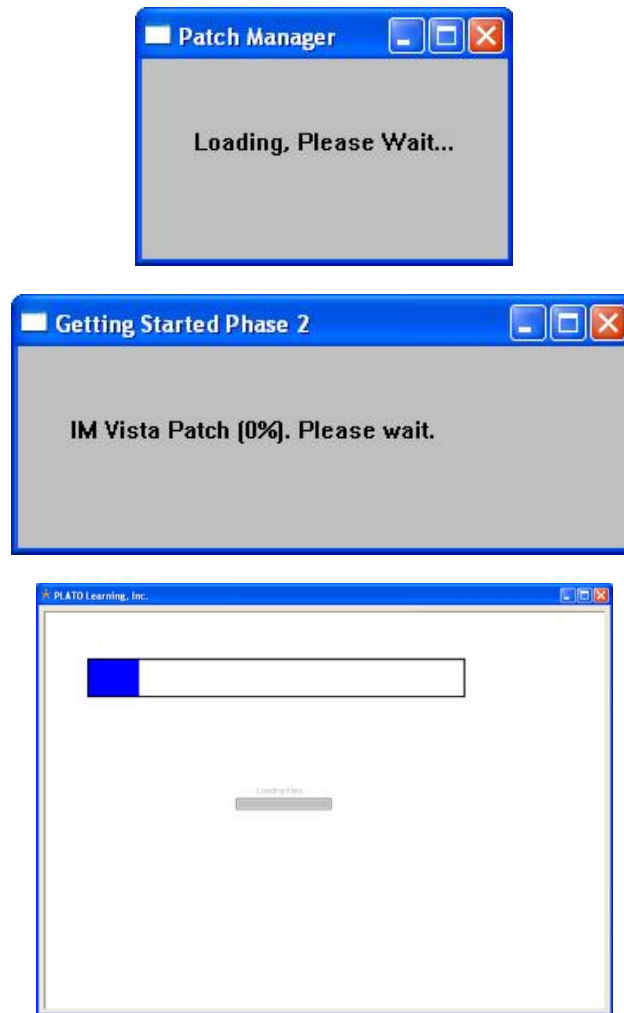 Patch Manager
Loading, Please Wait...
Getting Started Phase 2
IM Vista Patch (0%). Please wait.
PLATO Learning, Inc.
Loading Files...